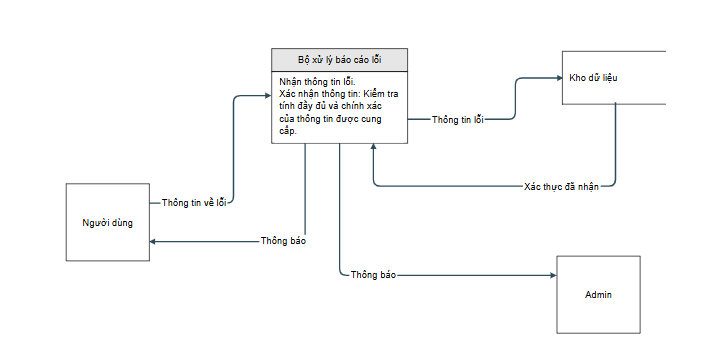 Bộ xử lý báo cáo lỗi
Nhận thông tin lỗi.
Xác nhận thông tin: Kiểm tra
tính đầy đủ và chính xác
của thông tin được cung
cấp.
Kho dữ liệu
Thông tin lỗi
Xác thực đã nhận
Thông tin về lỗi
Người dùng
Thông báo
Thông báo
Admin